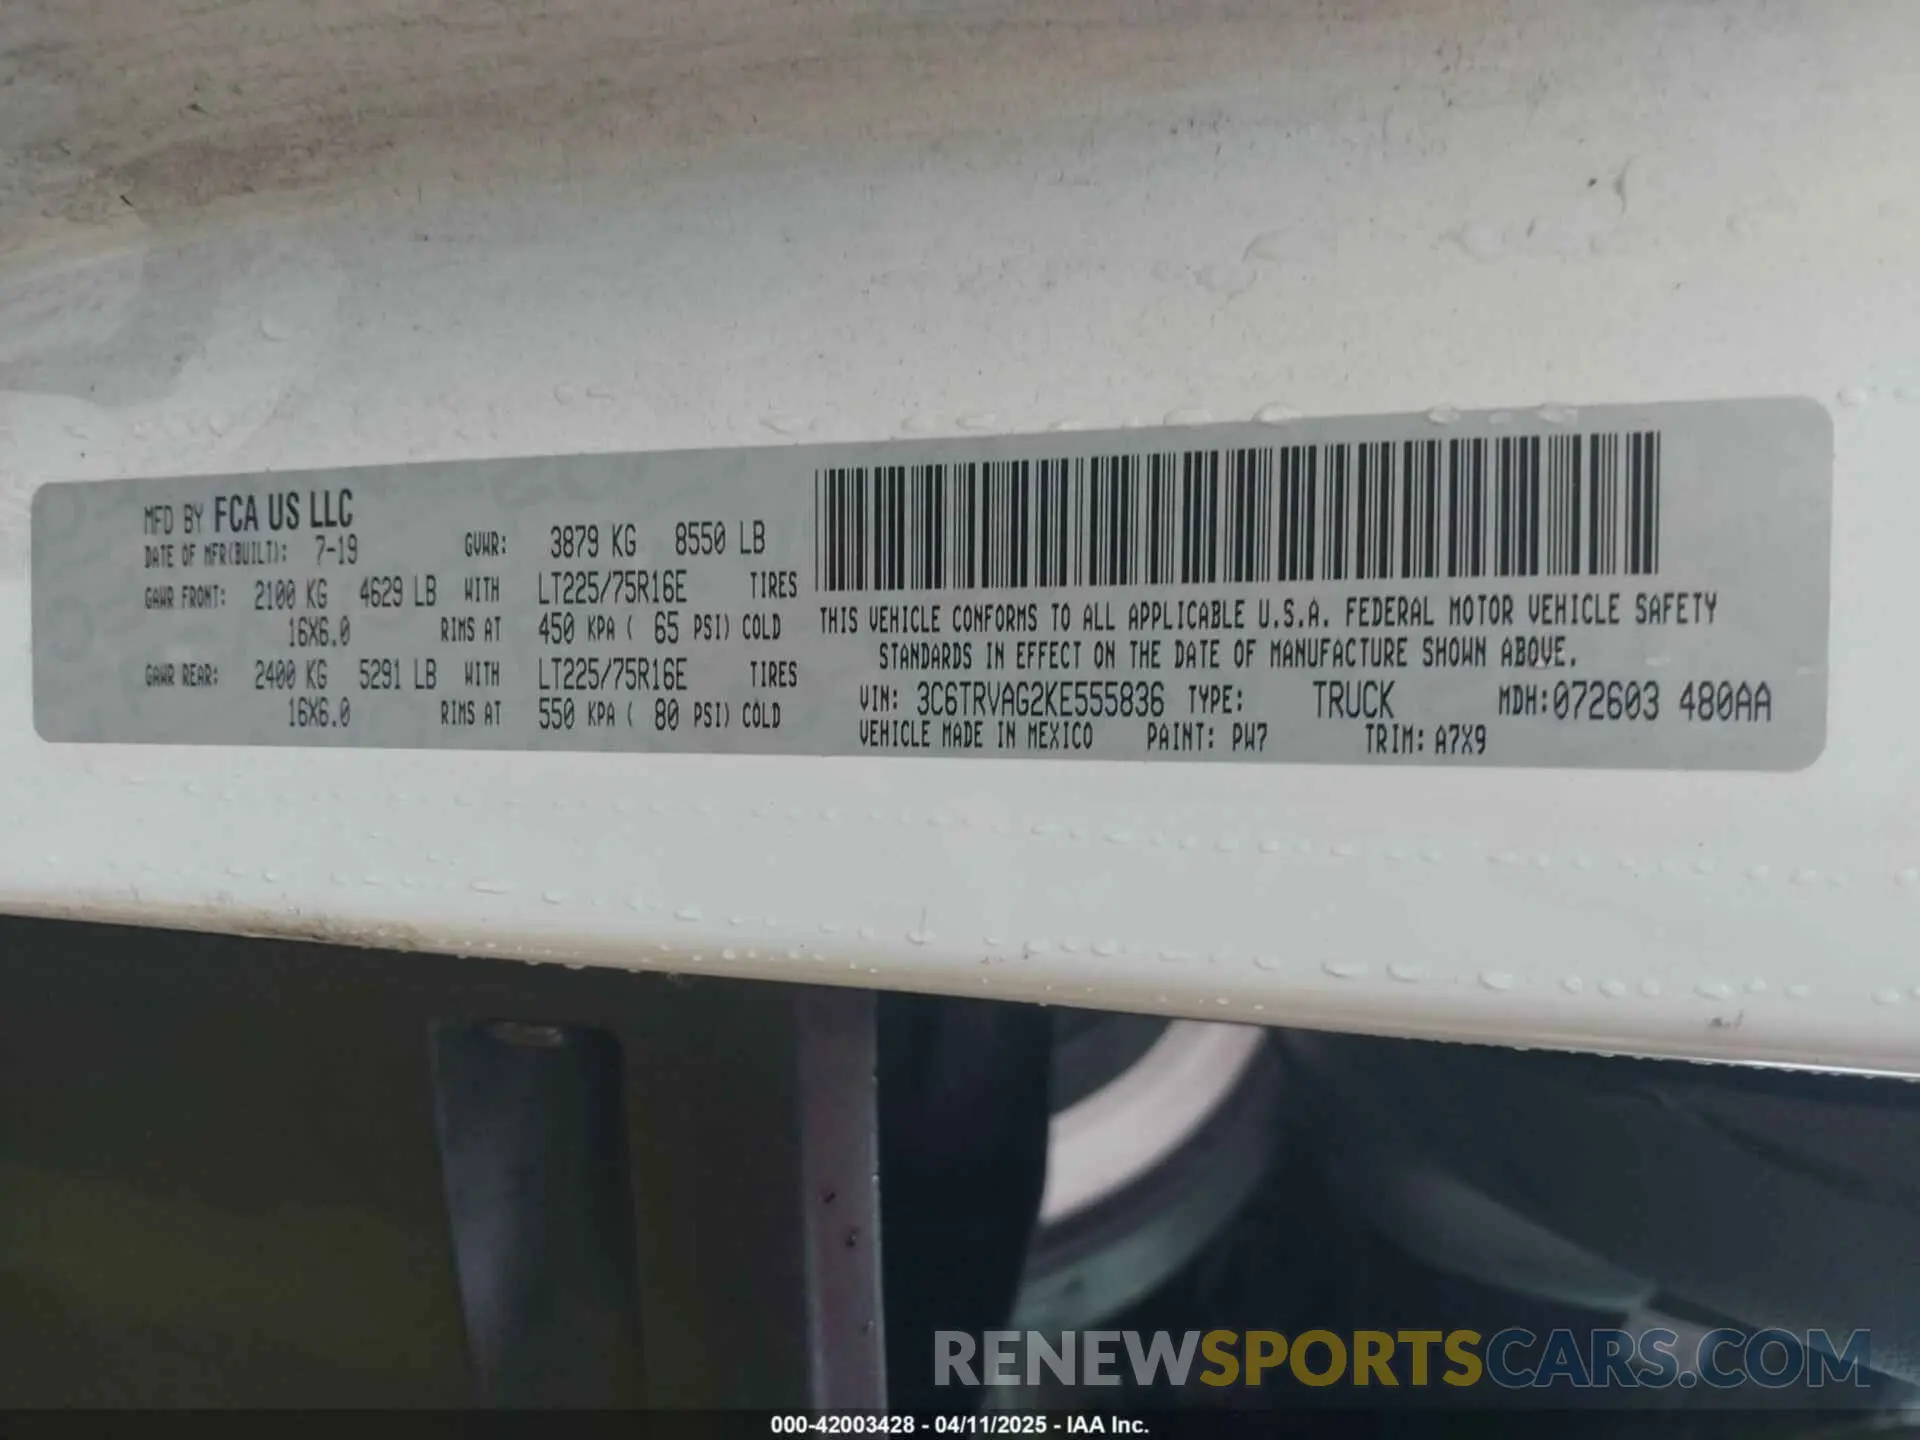 MFD BY FCA US LLC
DATE OF MFR(BUILT): 7-19 GVWR: 3879 KG 8550 LB
GAWR FRONT: 2100 KG 4629 LB WITH LT225/75R16E TIRES
16X6.0 RIMS AT 450 KPA ( 65 PSI) COLD
GAWR REAR: 2400 KG 5291 LB WITH LT225/75R16E TIRES
16X6.0 RIMS AT 550 KPA ( 80 PSI) COLD
THIS VEHICLE CONFORMS TO ALL APPLICABLE U.S.A. FEDERAL MOTOR VEHICLE SAFETY
STANDARDS IN EFFECT ON THE DATE OF MANUFACTURE SHOWN ABOVE.
VIN: 3C6TRVAG2KE555836 TYPE: TRUCK MDH:072603 480AA
VEHICLE MADE IN MEXICO PAINT: PW7 TRIM: A7X9
RENEWSPORTSCARS.COM
000-42003428 - 04/11/2025 - IAA Inc.